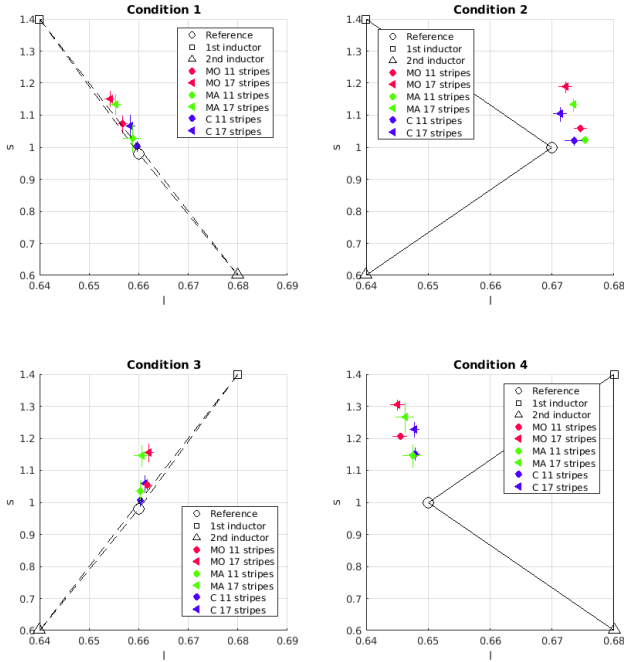 Condition 1
1.4
1.3
1.2
1.1
1
0.9
0.8
0.7
0.6
s
0.64
0.65
0.66
0.67
0.68
0.69
l
Reference
1st inductor
2nd inductor
MO 11 stripes
MO 17 stripes
MA 11 stripes
MA 17 stripes
C 11 stripes
C 17 stripes
Condition 2
1.4
1.3
1.2
1.1
1
0.9
0.8
0.7
0.6
s
0.64
0.65
0.66
0.67
0.68
l
Reference
1st inductor
2nd inductor
MO 11 stripes
MO 17 stripes
MA 11 stripes
MA 17 stripes
C 11 stripes
C 17 stripes
Condition 3
1.4
1.3
1.2
1.1
1
0.9
0.8
0.7
0.6
s
0.64
0.65
0.66
0.67
0.68
0.69
l
Reference
1st inductor
2nd inductor
MO 11 stripes
MO 17 stripes
MA 11 stripes
MA 17 stripes
C 11 stripes
C 17 stripes
Condition 4
1.4
1.3
1.2
1.1
1
0.9
0.8
0.7
0.6
s
0.64
0.65
0.66
0.67
0.68
l
Reference
1st inductor
2nd inductor
MO 11 stripes
MO 17 stripes
MA 11 stripes
MA 17 stripes
C 11 stripes
C 17 stripes